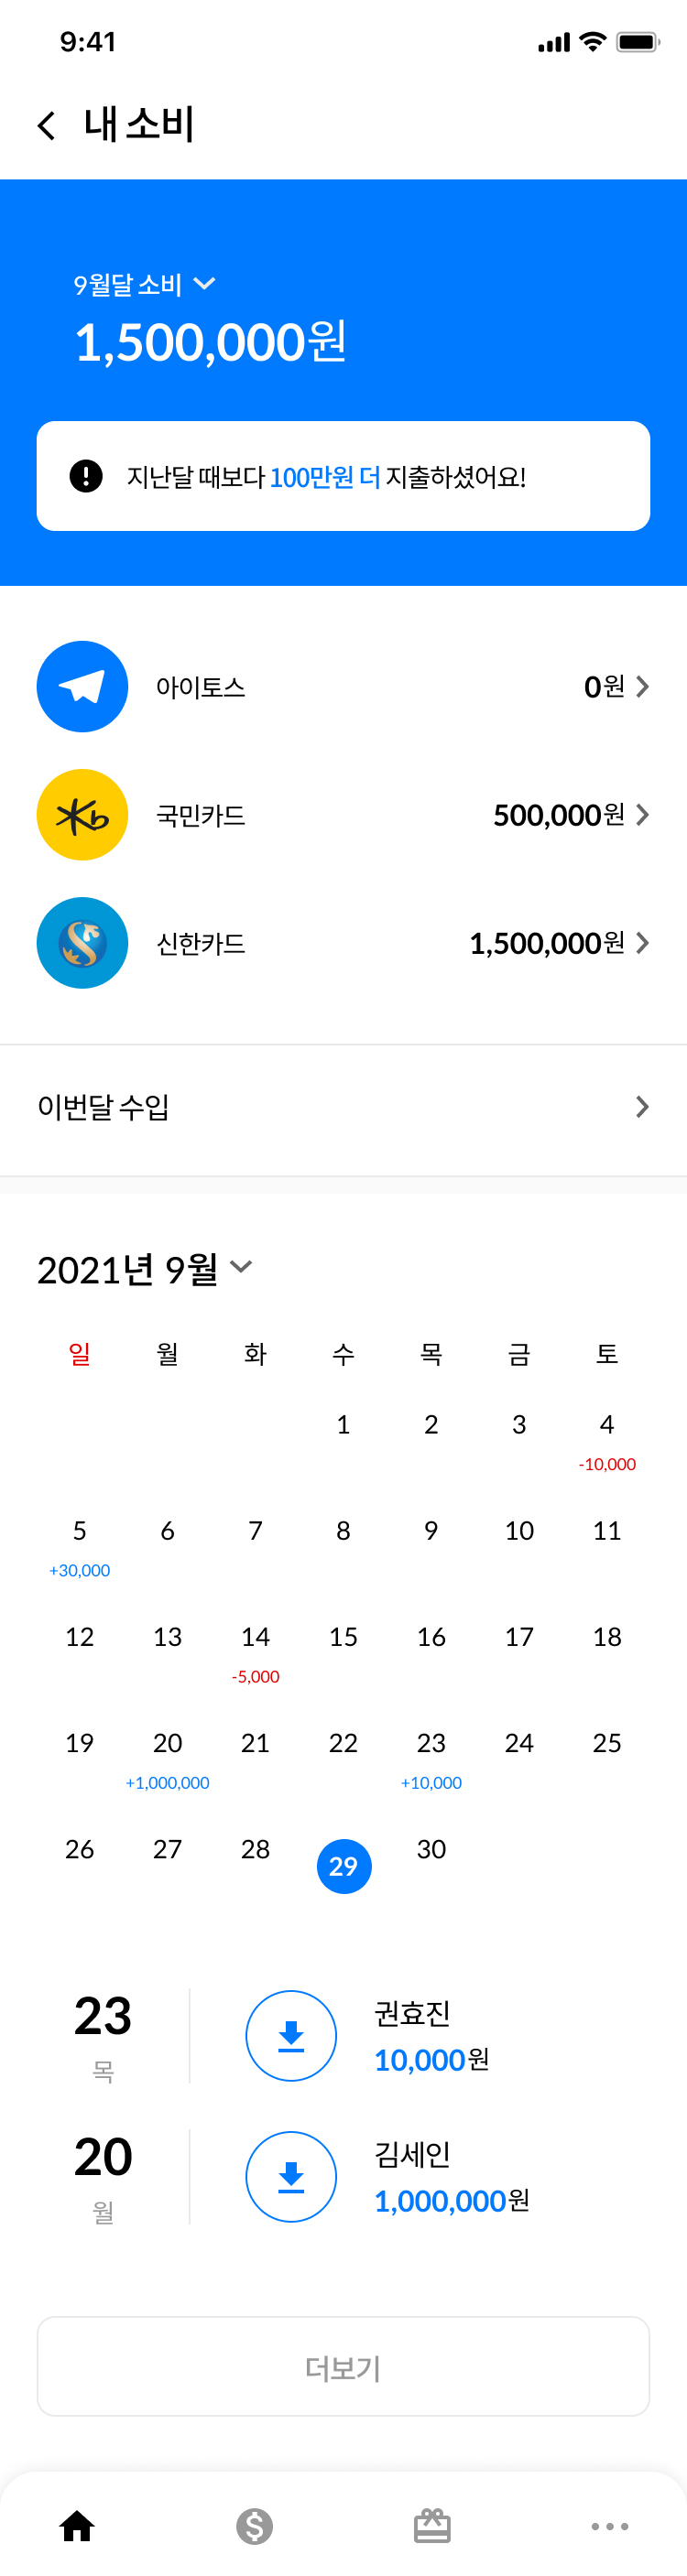 9:41
내 소비
9월달 소비
1,500,000원
지난달 때보다 100만원 더 지출하셨어요!
아이토스 0원
국민카드 500,000원
신한카드 1,500,000원
이번달 수입
2021년 9월
일 월 화 수 목 금 토
1 2 3 4
-10,000
5 6 7 8 9 10 11
+30,000
12 13 14 15 16 17 18
-5,000
19 20 21 22 23 24 25
+1,000,000 +10,000
26 27 28 29 30
23 권효진
목 10,000원
20 김세인
월 1,000,000원
더보기